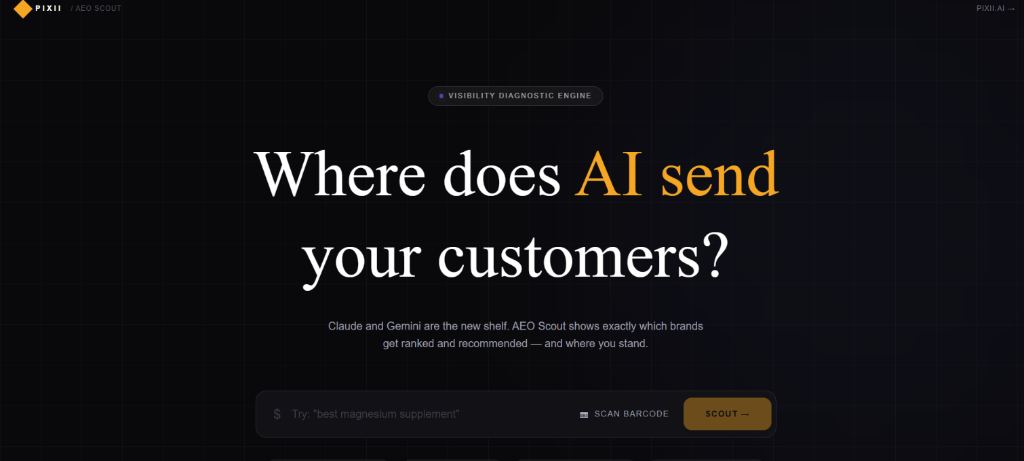 PIXII / AEO SCOUT
PIXII.AI →
VISIBILITY DIAGNOSTIC ENGINE
Where does AI send
your customers?
Claude and Gemini are the new shelf. AEO Scout shows exactly which brands
get ranked and recommended — and where you stand.
$ Try: "best magnesium supplement"
SCAN BARCODE
SCOUT →